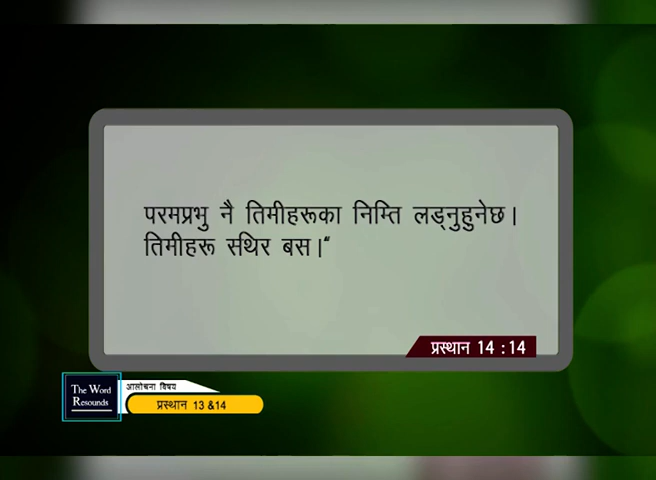 परमप्रभु नै तिमीहरूका निम्ति लड्नुहुनेछ।
तिमीहरू स्थिर बस।“
प्रस्थान 14 : 14
The Word
Resounds
आलोचना विषय
प्रस्थान 13 &14